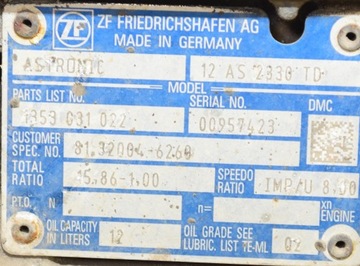 ZF FRIEDRICHSHAFEN AG
MADE IN GERMANY
ASTRONIC 12 AS 2330 TD
MODEL
PARTS LIST NO. SERIAL NO. DMC
1353 031 022 00957423
CUSTOMER
SPEC. NO. 81.32004-6260
TOTAL
RATIO 15.86-1.00 SPEEDO
RATIO IMP/U 8.00
P.T.O. N n= xn
ENGINE
OIL CAPACITY
IN LITERS 12 OIL GRADE SEE
LUBRIC. LIST TE-ML 02